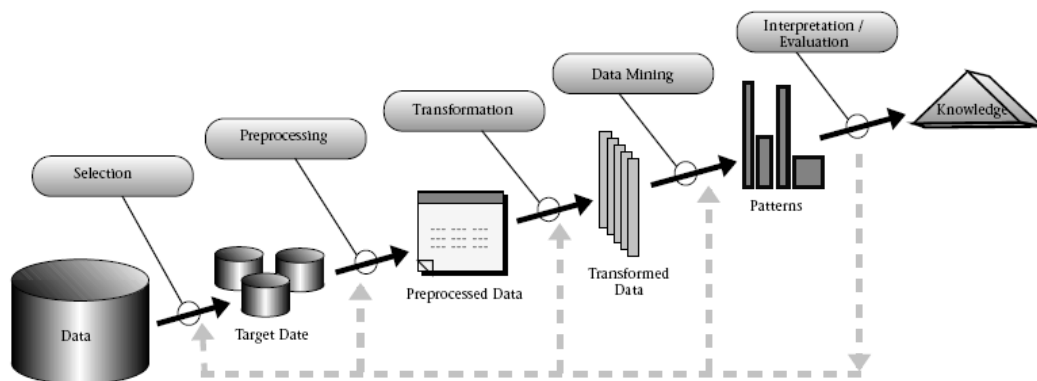 Interpretation /
Evaluation
Data Mining
Knowledge
Transformation
Preprocessing
Selection
Patterns
Transformed
Data
Preprocessed Data
Target Date
Data